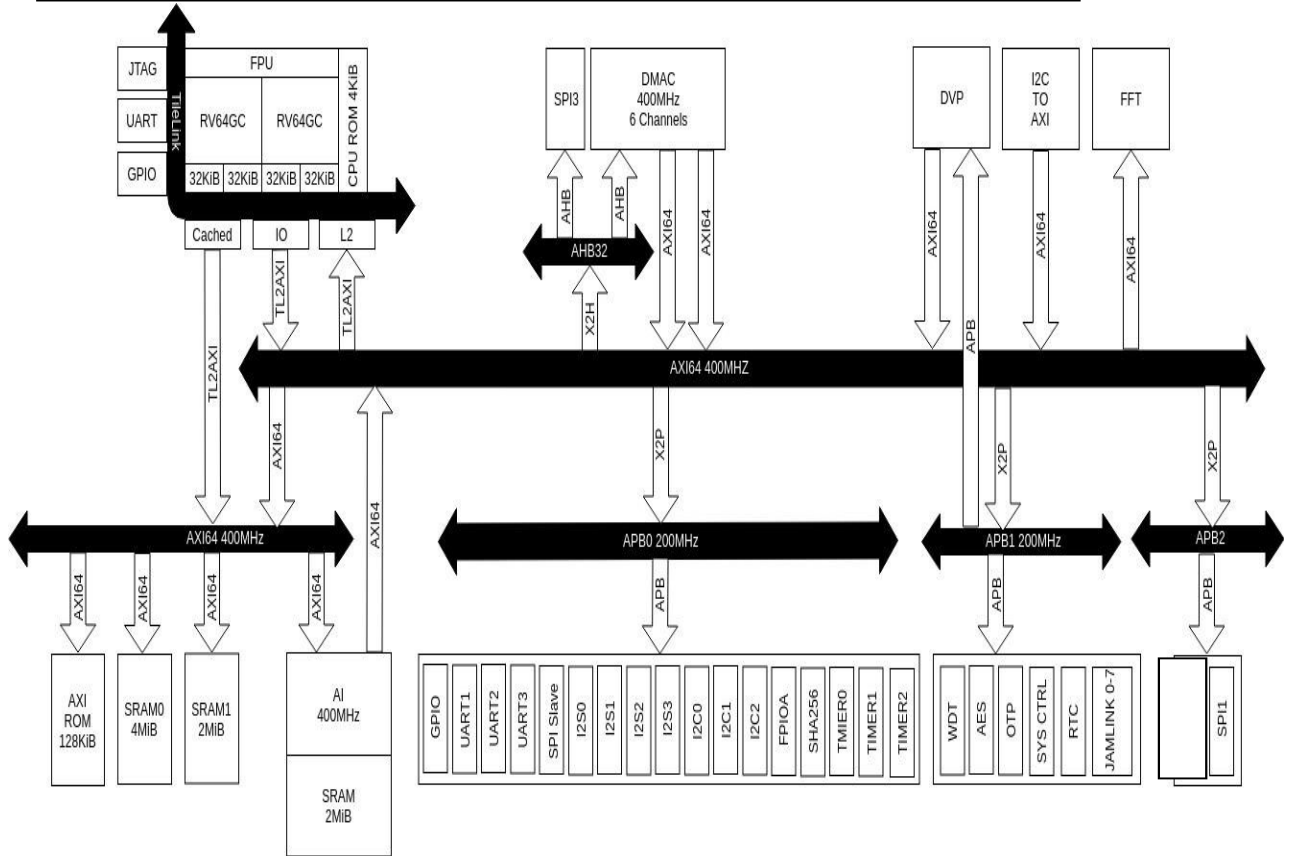 JTAG
UART
GPIO
TileLink
FPU
RV64GC
RV64GC
32KiB
32KiB
32KiB
32KiB
CPU ROM 4KiB
Cached
IO
L2
SPI3
DMAC
400MHz
6 Channels
DVP
I2C
TO
AXI
FFT
AHB
AHB
AXI64
AXI64
AHB32
X2H
AXI64
APB
AXI64
AXI64
TL2AXI
TL2AXI
TL2AXI
AXI64 400MHZ
AXI64
AXI64
X2P
X2P
X2P
AXI64 400MHz
APB0 200MHz
APB1 200MHz
APB2
AXI64
AXI64
AXI64
AXI64
APB
APB
APB
AXI
ROM
128KiB
SRAM0
4MiB
SRAM1
2MiB
AI
400MHz
SRAM
2MiB
GPIO
UART1
UART2
UART3
SPI Slave
I2S0
I2S1
I2S2
I2S3
I2C0
I2C1
I2C2
FPIOA
SHA256
TMIER0
TIMER1
TIMER2
WDT
AES
OTP
SYS CTRL
RTC
JAMLINK 0-7
SPI1